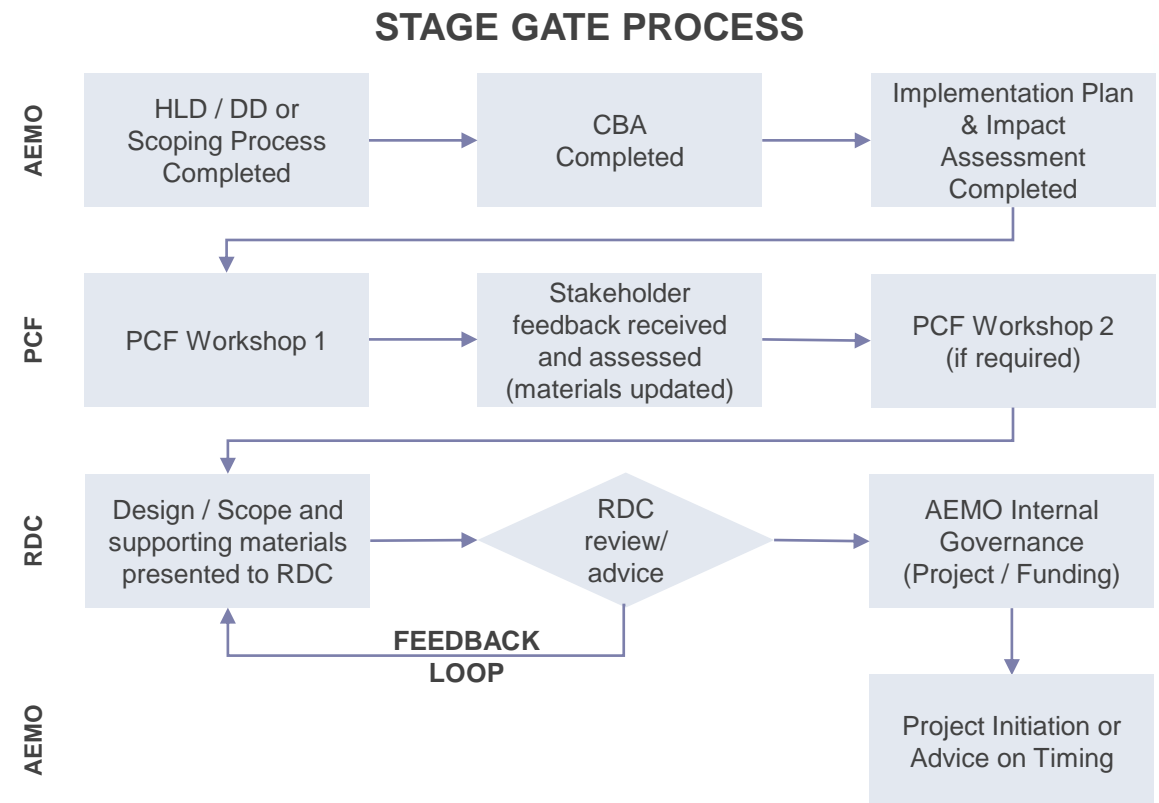 STAGE GATE PROCESS
AEMO
HLD / DD or
Scoping Process
Completed
CBA
Completed
Implementation Plan
& Impact
Assessment
Completed
PCF
PCF Workshop 1
Stakeholder
feedback received
and assessed
(materials updated)
PCF Workshop 2
(if required)
RDC
Design / Scope and
supporting materials
presented to RDC
RDC
review/
advice
AEMO Internal
Governance
(Project / Funding)
FEEDBACK
LOOP
AEMO
Project Initiation or
Advice on Timing